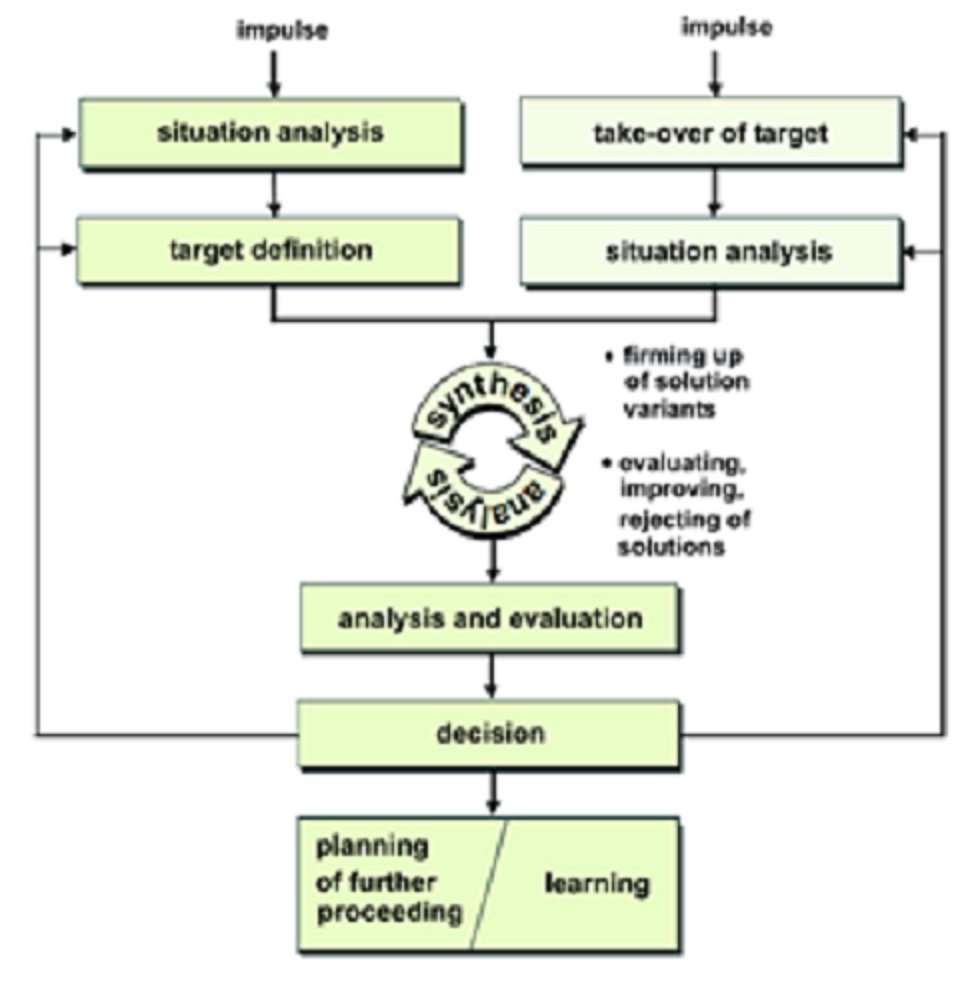 impulse
impulse
situation analysis
take-over of target
target definition
situation analysis
synthesis
analysis
• firming up
of solution
variants
• evaluating,
improving,
rejecting of
solutions
analysis and evaluation
decision
planning
of further
proceeding
learning